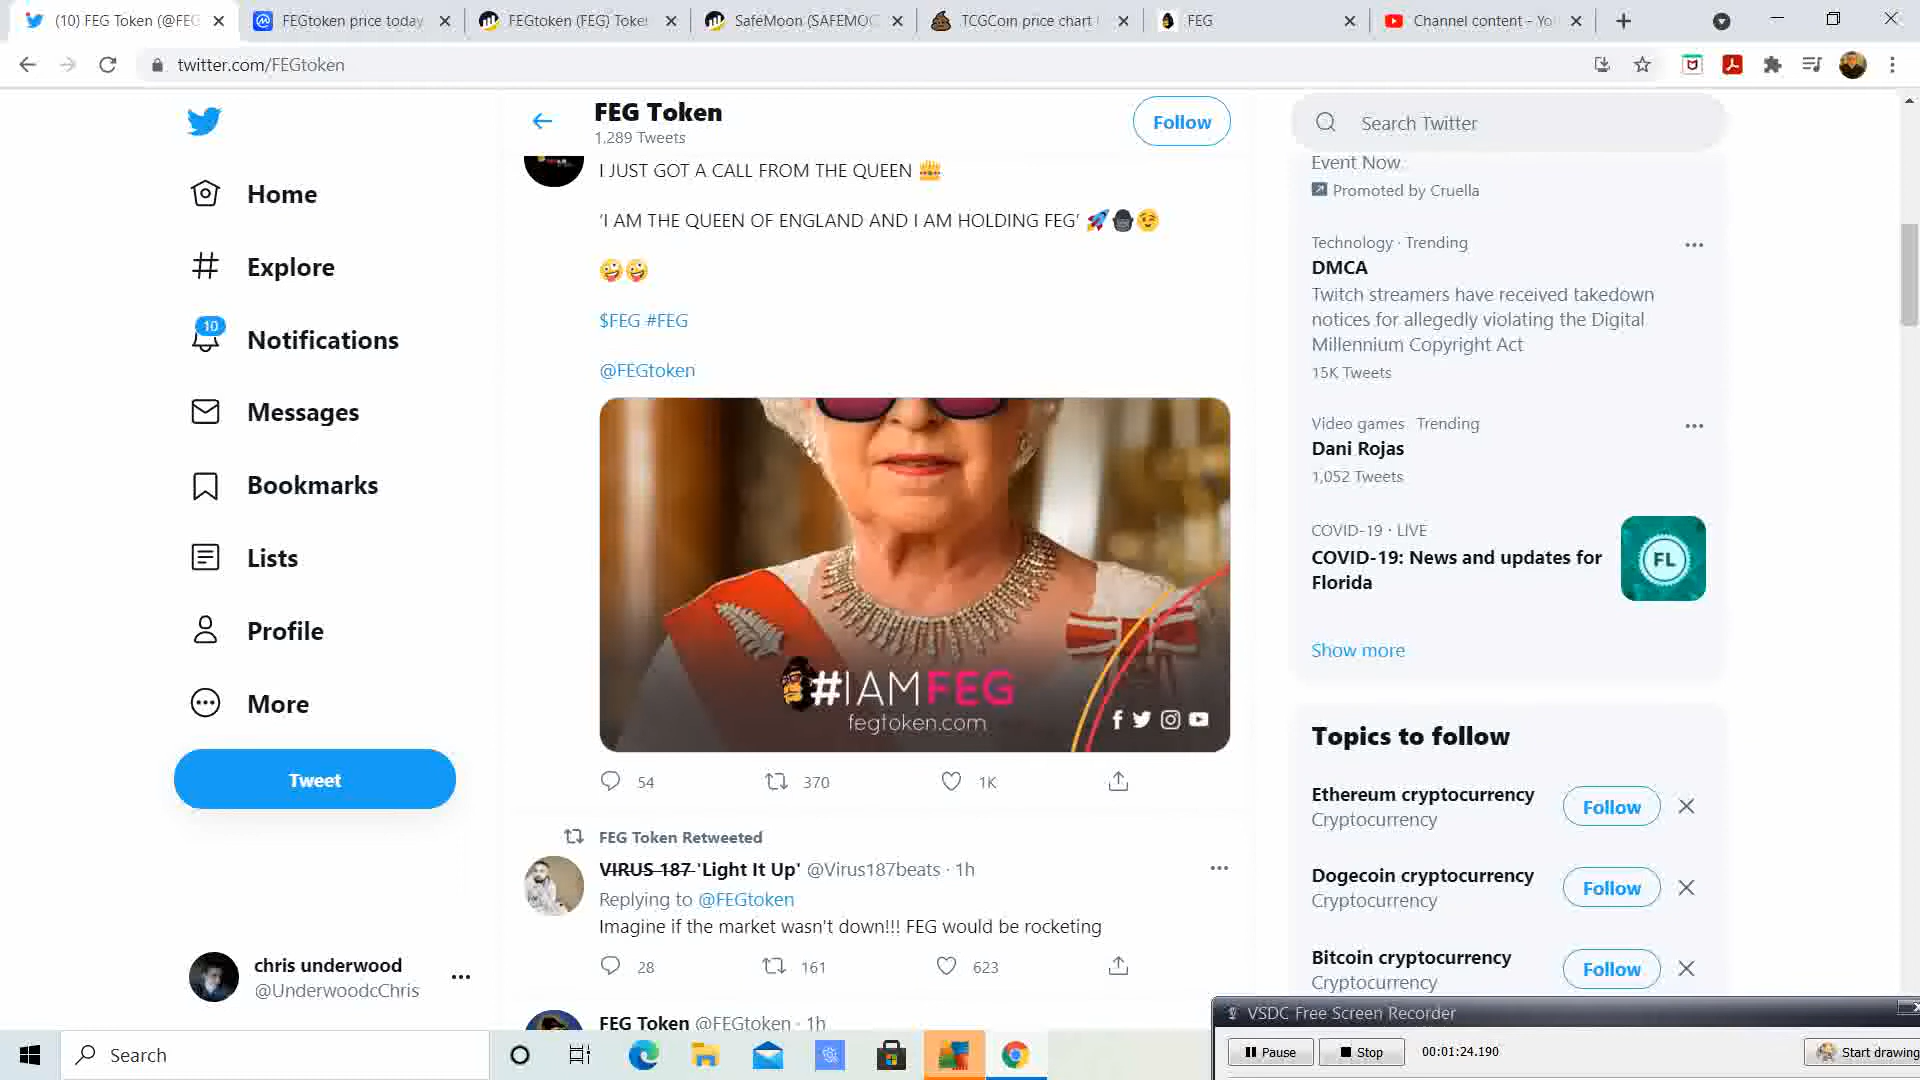 (10) FEG Token (@FEG
FEGtoken price today
FEGtoken (FEG) Toke
SafeMoon (SAFEMOO
TCGCoin price chart
FEG
Channel content - Yo
twitter.com/FEGtoken
FEG Token
1,289 Tweets
Follow
Search Twitter
Home
Explore
10
Notifications
Messages
Bookmarks
Lists
Profile
More
Tweet
chris underwood
@UnderwoodcChris
I JUST GOT A CALL FROM THE QUEEN
'I AM THE QUEEN OF ENGLAND AND I AM HOLDING FEG'
$FEG #FEG
@FEGtoken
#IAMFEG
fegtoken.com
54
370
1K
FEG Token Retweeted
VIRUS 187 'Light It Up' @Virus187beats · 1h
Replying to @FEGtoken
Imagine if the market wasn't down!!! FEG would be rocketing
28
161
623
FEG Token @FEGtoken · 1h
Event Now.
Promoted by Cruella
Technology · Trending
DMCA
Twitch streamers have received takedown
notices for allegedly violating the Digital
Millennium Copyright Act
15K Tweets
Video games · Trending
Dani Rojas
1,052 Tweets
COVID-19 · LIVE
COVID-19: News and updates for
Florida
FL
Show more
Topics to follow
Ethereum cryptocurrency
Cryptocurrency
Follow
Dogecoin cryptocurrency
Cryptocurrency
Follow
Bitcoin cryptocurrency
Cryptocurrency
Follow
VSDC Free Screen Recorder
Pause
Stop
00:01:24.190
Start drawing
Search